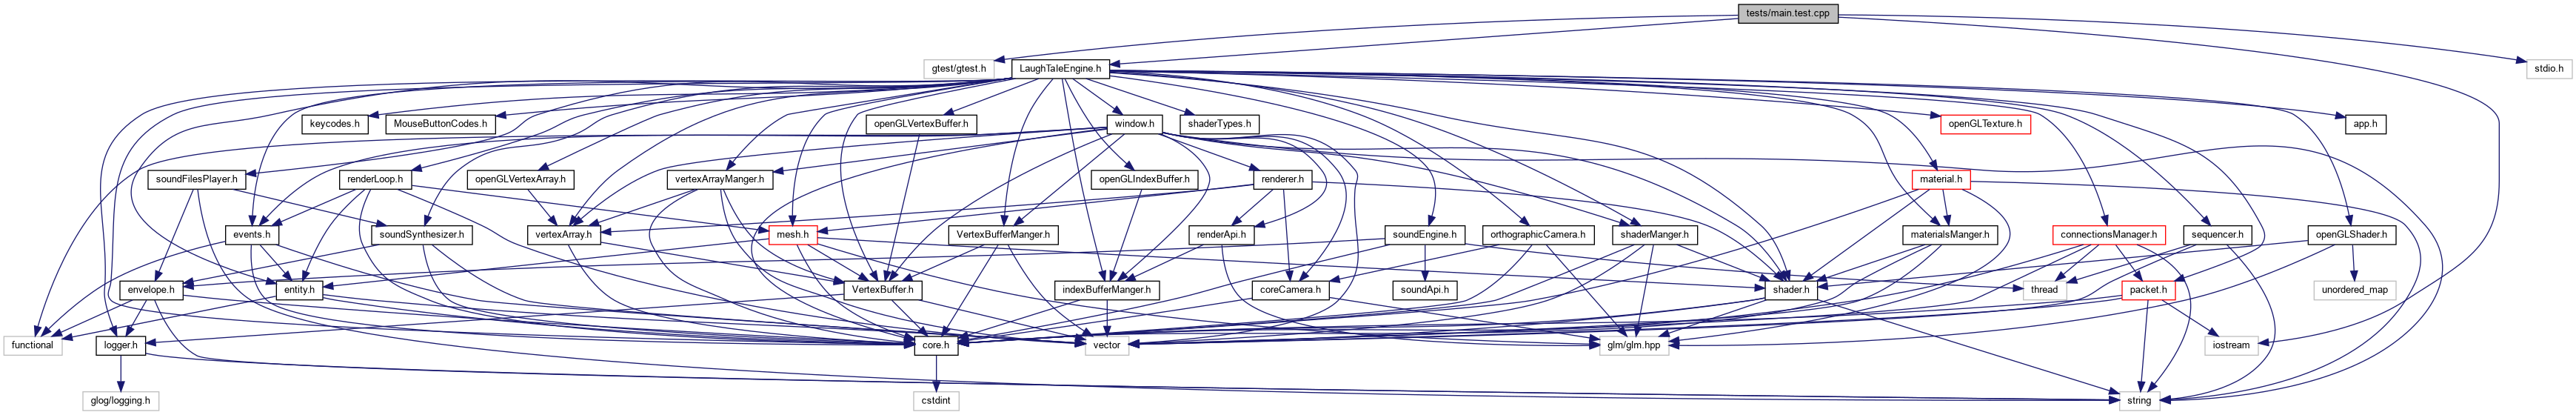 tests/main.test.cpp
gtest/gtest.h
LaughTaleEngine.h
stdio.h
keycodes.h
MouseButtonCodes.h
openGLVertexBuffer.h
window.h
shaderTypes.h
openGLTexture.h
app.h
soundFilesPlayer.h
renderLoop.h
openGLVertexArray.h
vertexArrayManger.h
openGLIndexBuffer.h
renderer.h
material.h
events.h
soundSynthesizer.h
vertexArray.h
mesh.h
VertexBufferManger.h
renderApi.h
soundEngine.h
orthographicCamera.h
shaderManger.h
materialsManger.h
connectionsManager.h
sequencer.h
openGLShader.h
envelope.h
entity.h
VertexBuffer.h
indexBufferManger.h
coreCamera.h
soundApi.h
shader.h
thread
packet.h
unordered_map
functional
logger.h
core.h
vector
glm/glm.hpp
iostream
glog/logging.h
cstdint
string